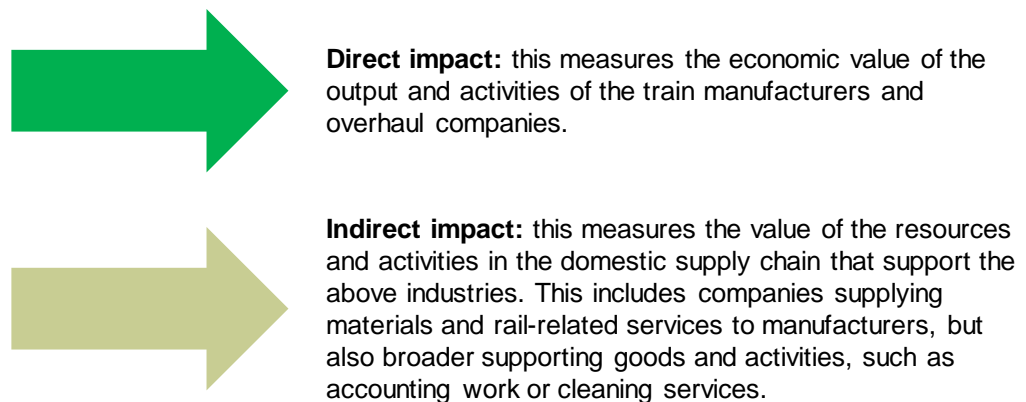 Direct impact: this measures the economic value of the
output and activities of the train manufacturers and
overhaul companies.
Indirect impact: this measures the value of the resources
and activities in the domestic supply chain that support the
above industries. This includes companies supplying
materials and rail-related services to manufacturers, but
also broader supporting goods and activities, such as
accounting work or cleaning services.